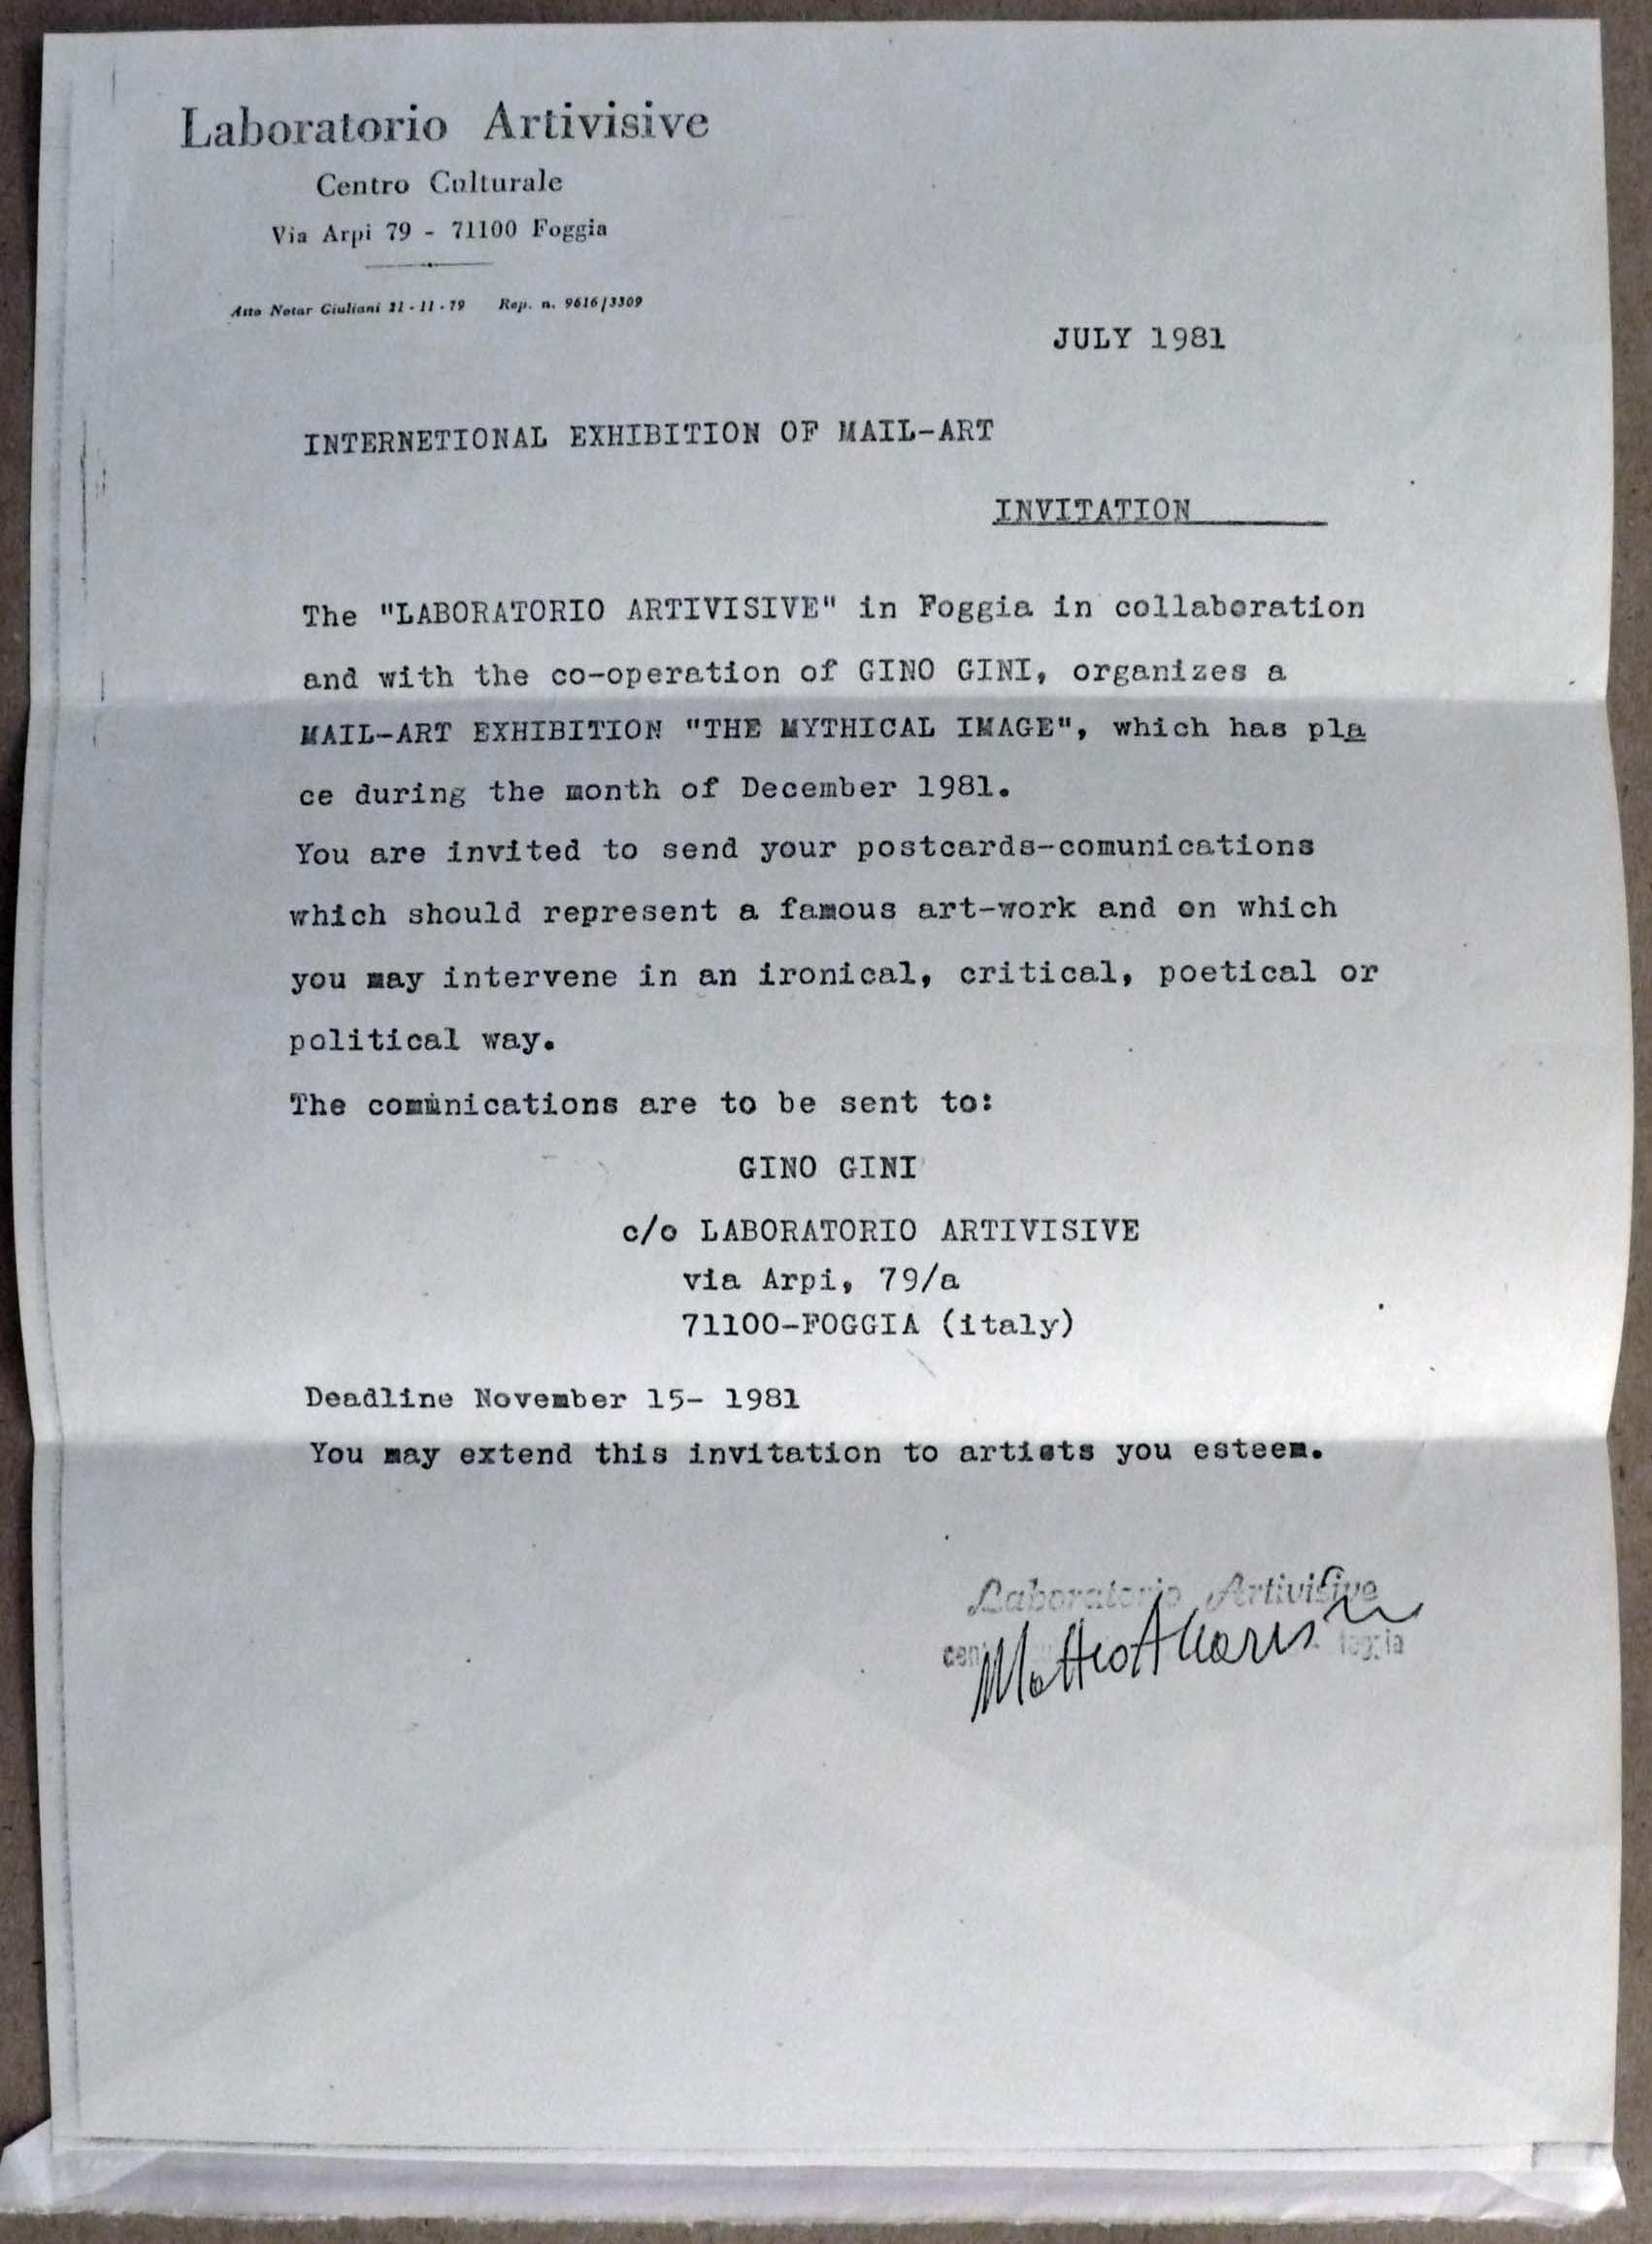 Laboratorio Artivisive
Centro Culturale
Via Arpi 79 - 71100 Foggia
Atto Notar Giuliani 21-11-79 Rep. n. 9616/3309
JULY 1981
INTERNETIONAL EXHIBITION OF MAIL-ART
INVITATION
The "LABORATORIO ARTIVISIVE" in Foggia in collaboration
and with the co-operation of GINO GINI, organizes a
MAIL-ART EXHIBITION "THE MYTHICAL IMAGE", which has pla
ce during the month of December 1981.
You are invited to send your postcards-comunications
which should represent a famous art-work and on which
you may intervene in an ironical, critical, poetical or
political way.
The comunications are to be sent to:
GINO GINI
c/o LABORATORIO ARTIVISIVE
via Arpi, 79/a
71100-FOGGIA (italy)
Deadline November 15- 1981
You may extend this invitation to artists you esteem.
Laboratorio Artivisive
foggia
Matteo